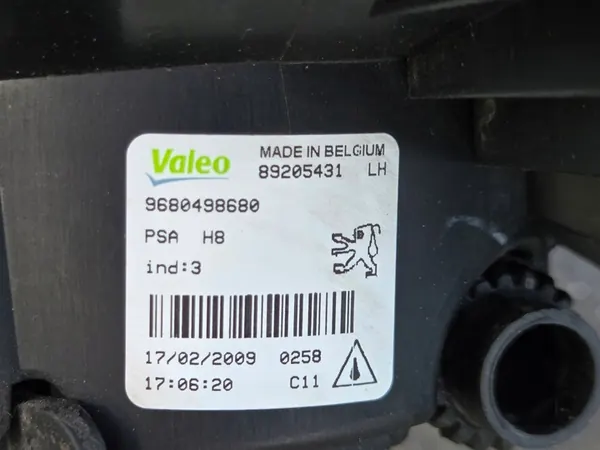 Valeo MADE IN BELGIUM
89205431 LH
9680498680
PSA H8
ind:3
17/02/2009 0258
17:06:20 C11